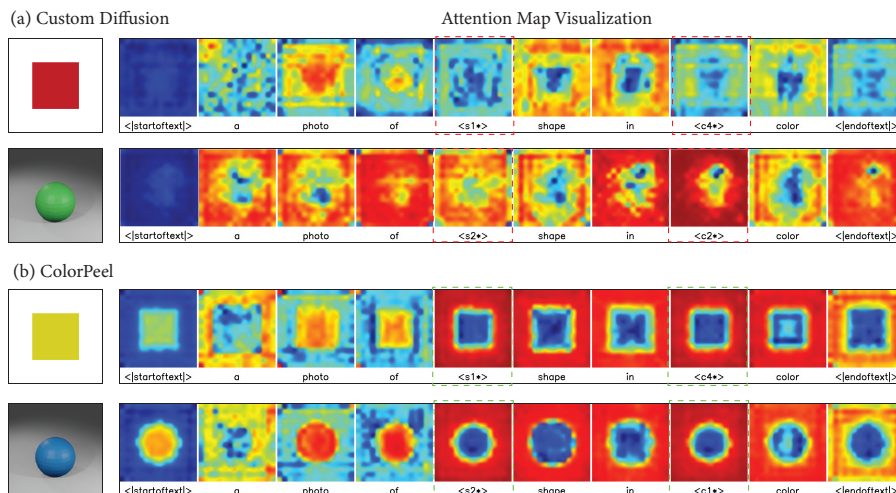 (a) Custom Diffusion
Attention Map Visualization
<|startoftext|> a photo of <s1*> shape in <c4*> color <|endoftext|>
<|startoftext|> a photo of <s2*> shape in <c2*> color <|endoftext|>
(b) ColorPeel
<|startoftext|> a photo of <s1*> shape in <c4*> color <|endoftext|>
<|startoftext|> a photo of <s2*> shape in <c1*> color <|endoftext|>